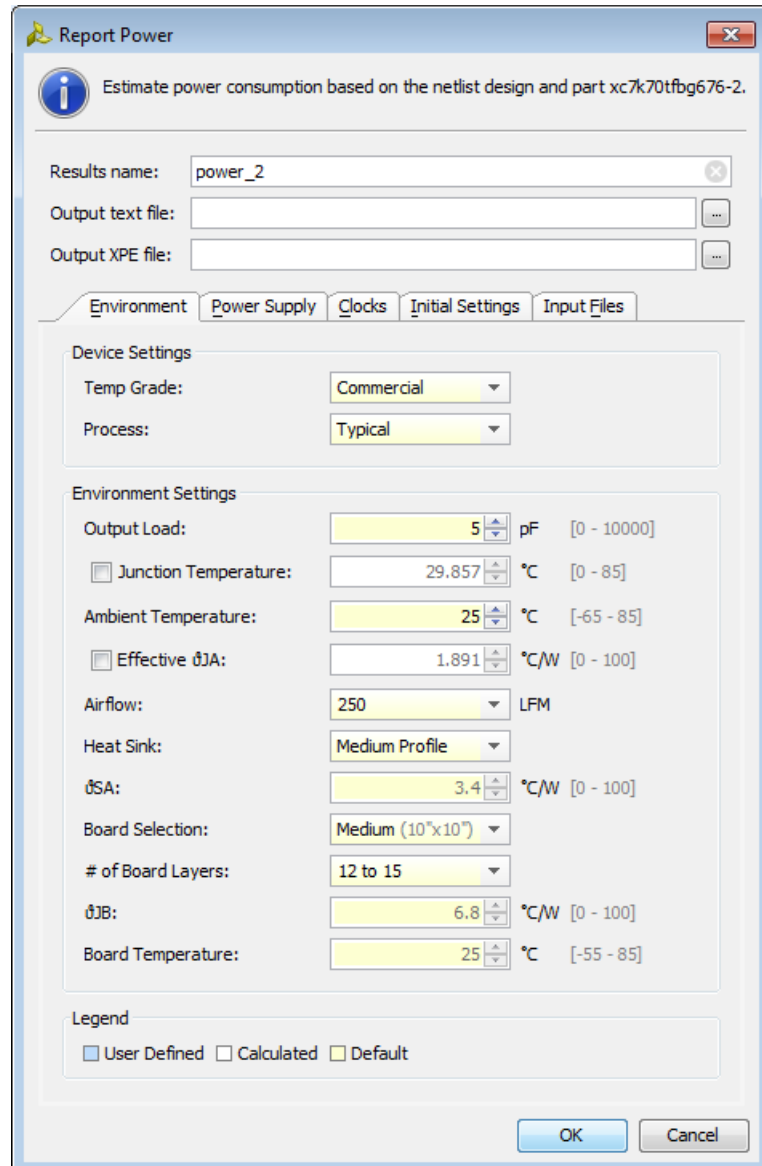 Report Power
Estimate power consumption based on the netlist design and part xc7k70tfbg676-2.
Results name: power_2
Output text file: ...
Output XPE file: ...
Environment Power Supply Clocks Initial Settings Input Files
Device Settings
Temp Grade: Commercial
Process: Typical
Environment Settings
Output Load: 5 pF [0 - 10000]
Junction Temperature: 29.857 °C [0 - 85]
Ambient Temperature: 25 °C [-65 - 85]
Effective ϑJA: 1.891 °C/W [0 - 100]
Airflow: 250 LFM
Heat Sink: Medium Profile
ϑSA: 3.4 °C/W [0 - 100]
Board Selection: Medium (10"x10")
# of Board Layers: 12 to 15
ϑJB: 6.8 °C/W [0 - 100]
Board Temperature: 25 °C [-55 - 85]
Legend
User Defined Calculated Default
OK Cancel